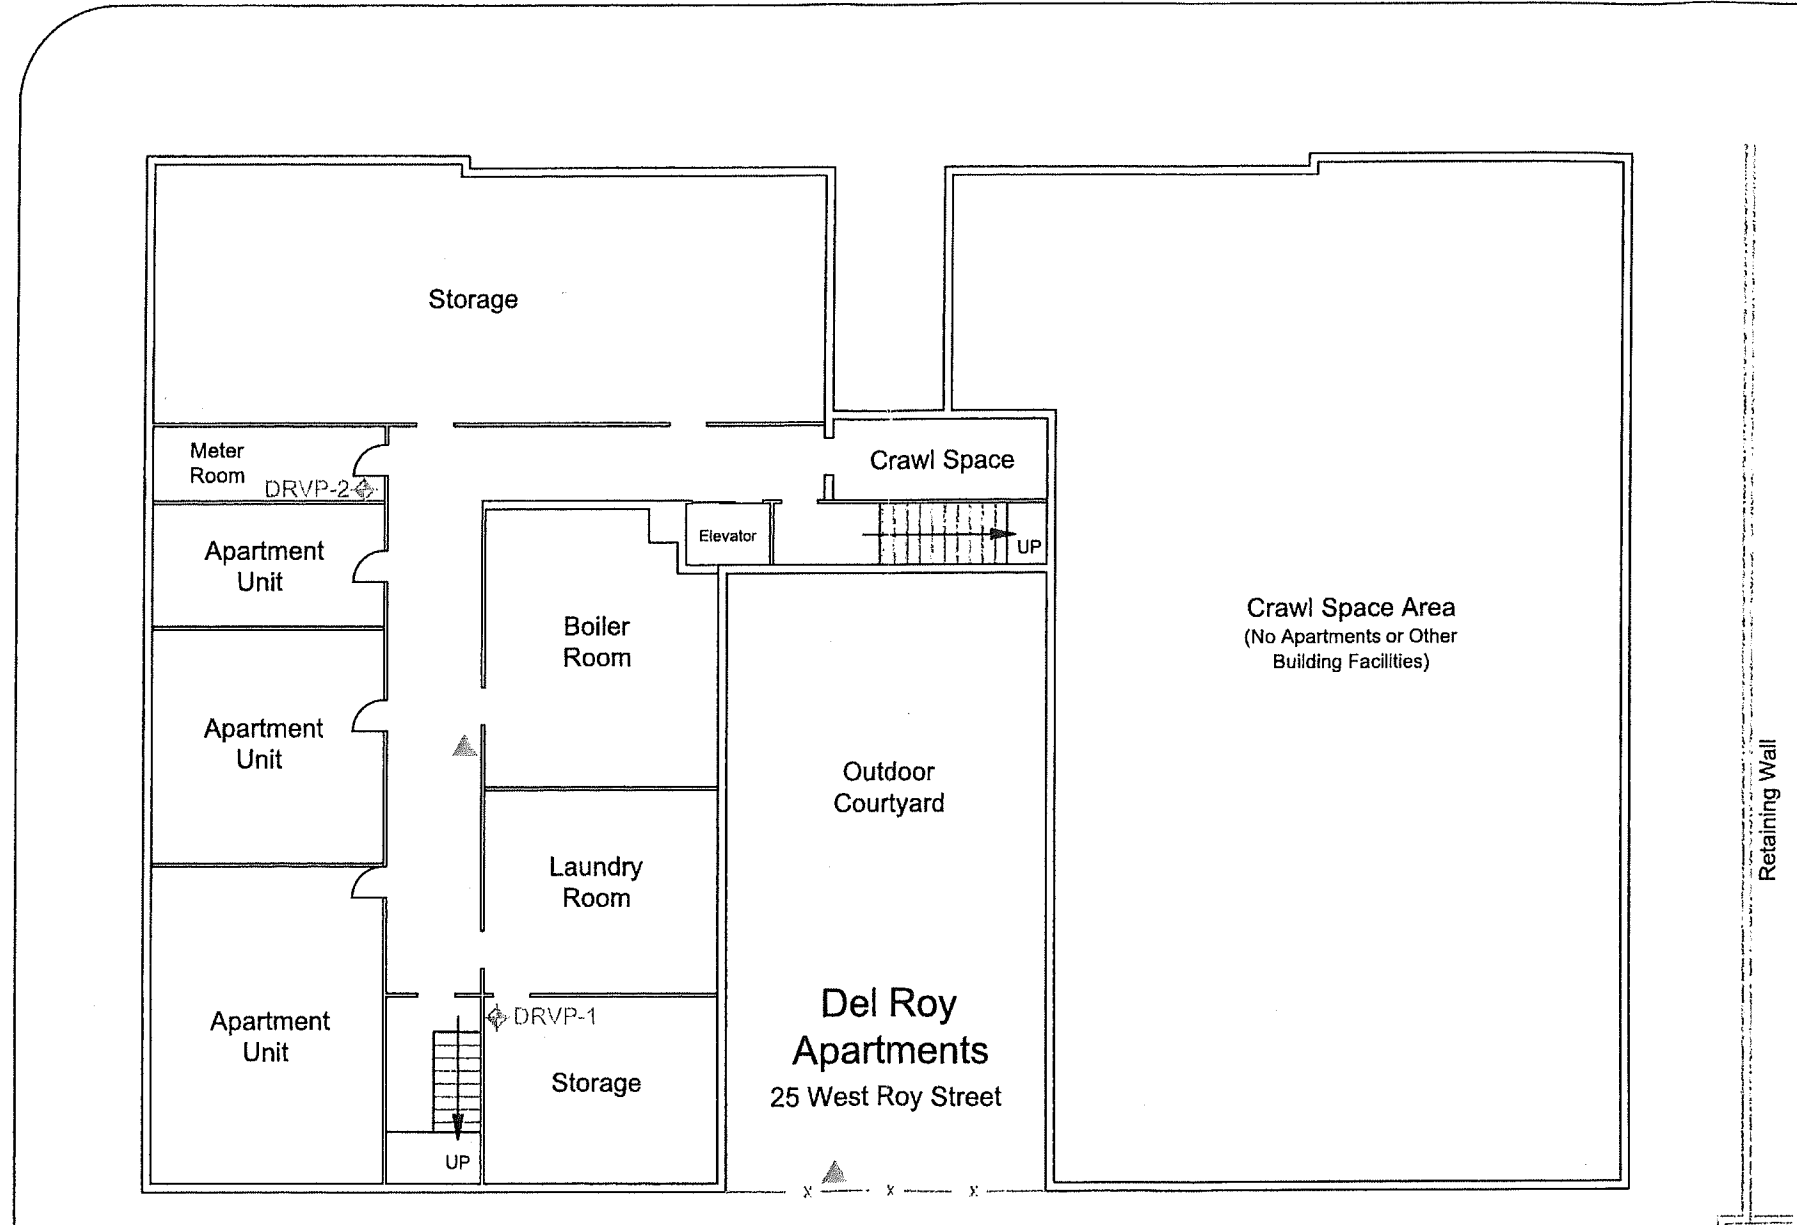 Storage
Meter
Room
DRVP-2
Crawl Space
Elevator
UP
Apartment
Unit
Boiler
Room
Crawl Space Area
(No Apartments or Other
Building Facilities)
Apartment
Unit
Outdoor
Courtyard
Retaining Wall
Laundry
Room
Del Roy
Apartments
25 West Roy Street
DRVP-1
Apartment
Unit
Storage
UP
x x x